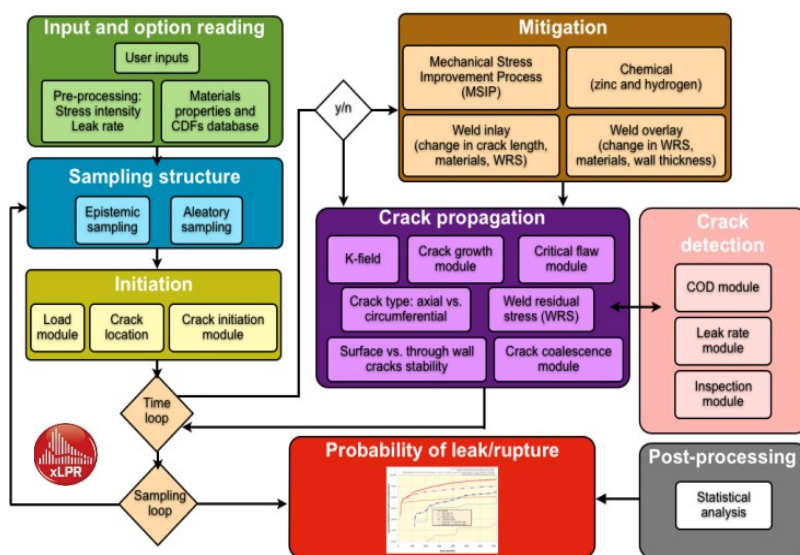 Input and option reading
User inputs
Pre-processing:
Stress intensity
Leak rate
Materials
properties and
CDFs database
Sampling structure
Epistemic
sampling
Aleatory
sampling
Initiation
Load
module
Crack
location
Crack initiation
module
Time
loop
xLPR
Sampling
loop
y/n
Mitigation
Mechanical Stress
Improvement Process
(MSIP)
Chemical
(zinc and hydrogen)
Weld inlay
(change in crack length,
materials, WRS)
Weld overlay
(change in WRS,
materials, wall thickness)
Crack propagation
K-field
Crack growth
module
Critical flaw
module
Crack type: axial vs.
circumferential
Weld residual
stress (WRS)
Surface vs. through wall
cracks stability
Crack coalescence
module
Crack
detection
COD module
Leak rate
module
Inspection
module
Probability of leak/rupture
Post-processing
Statistical
analysis